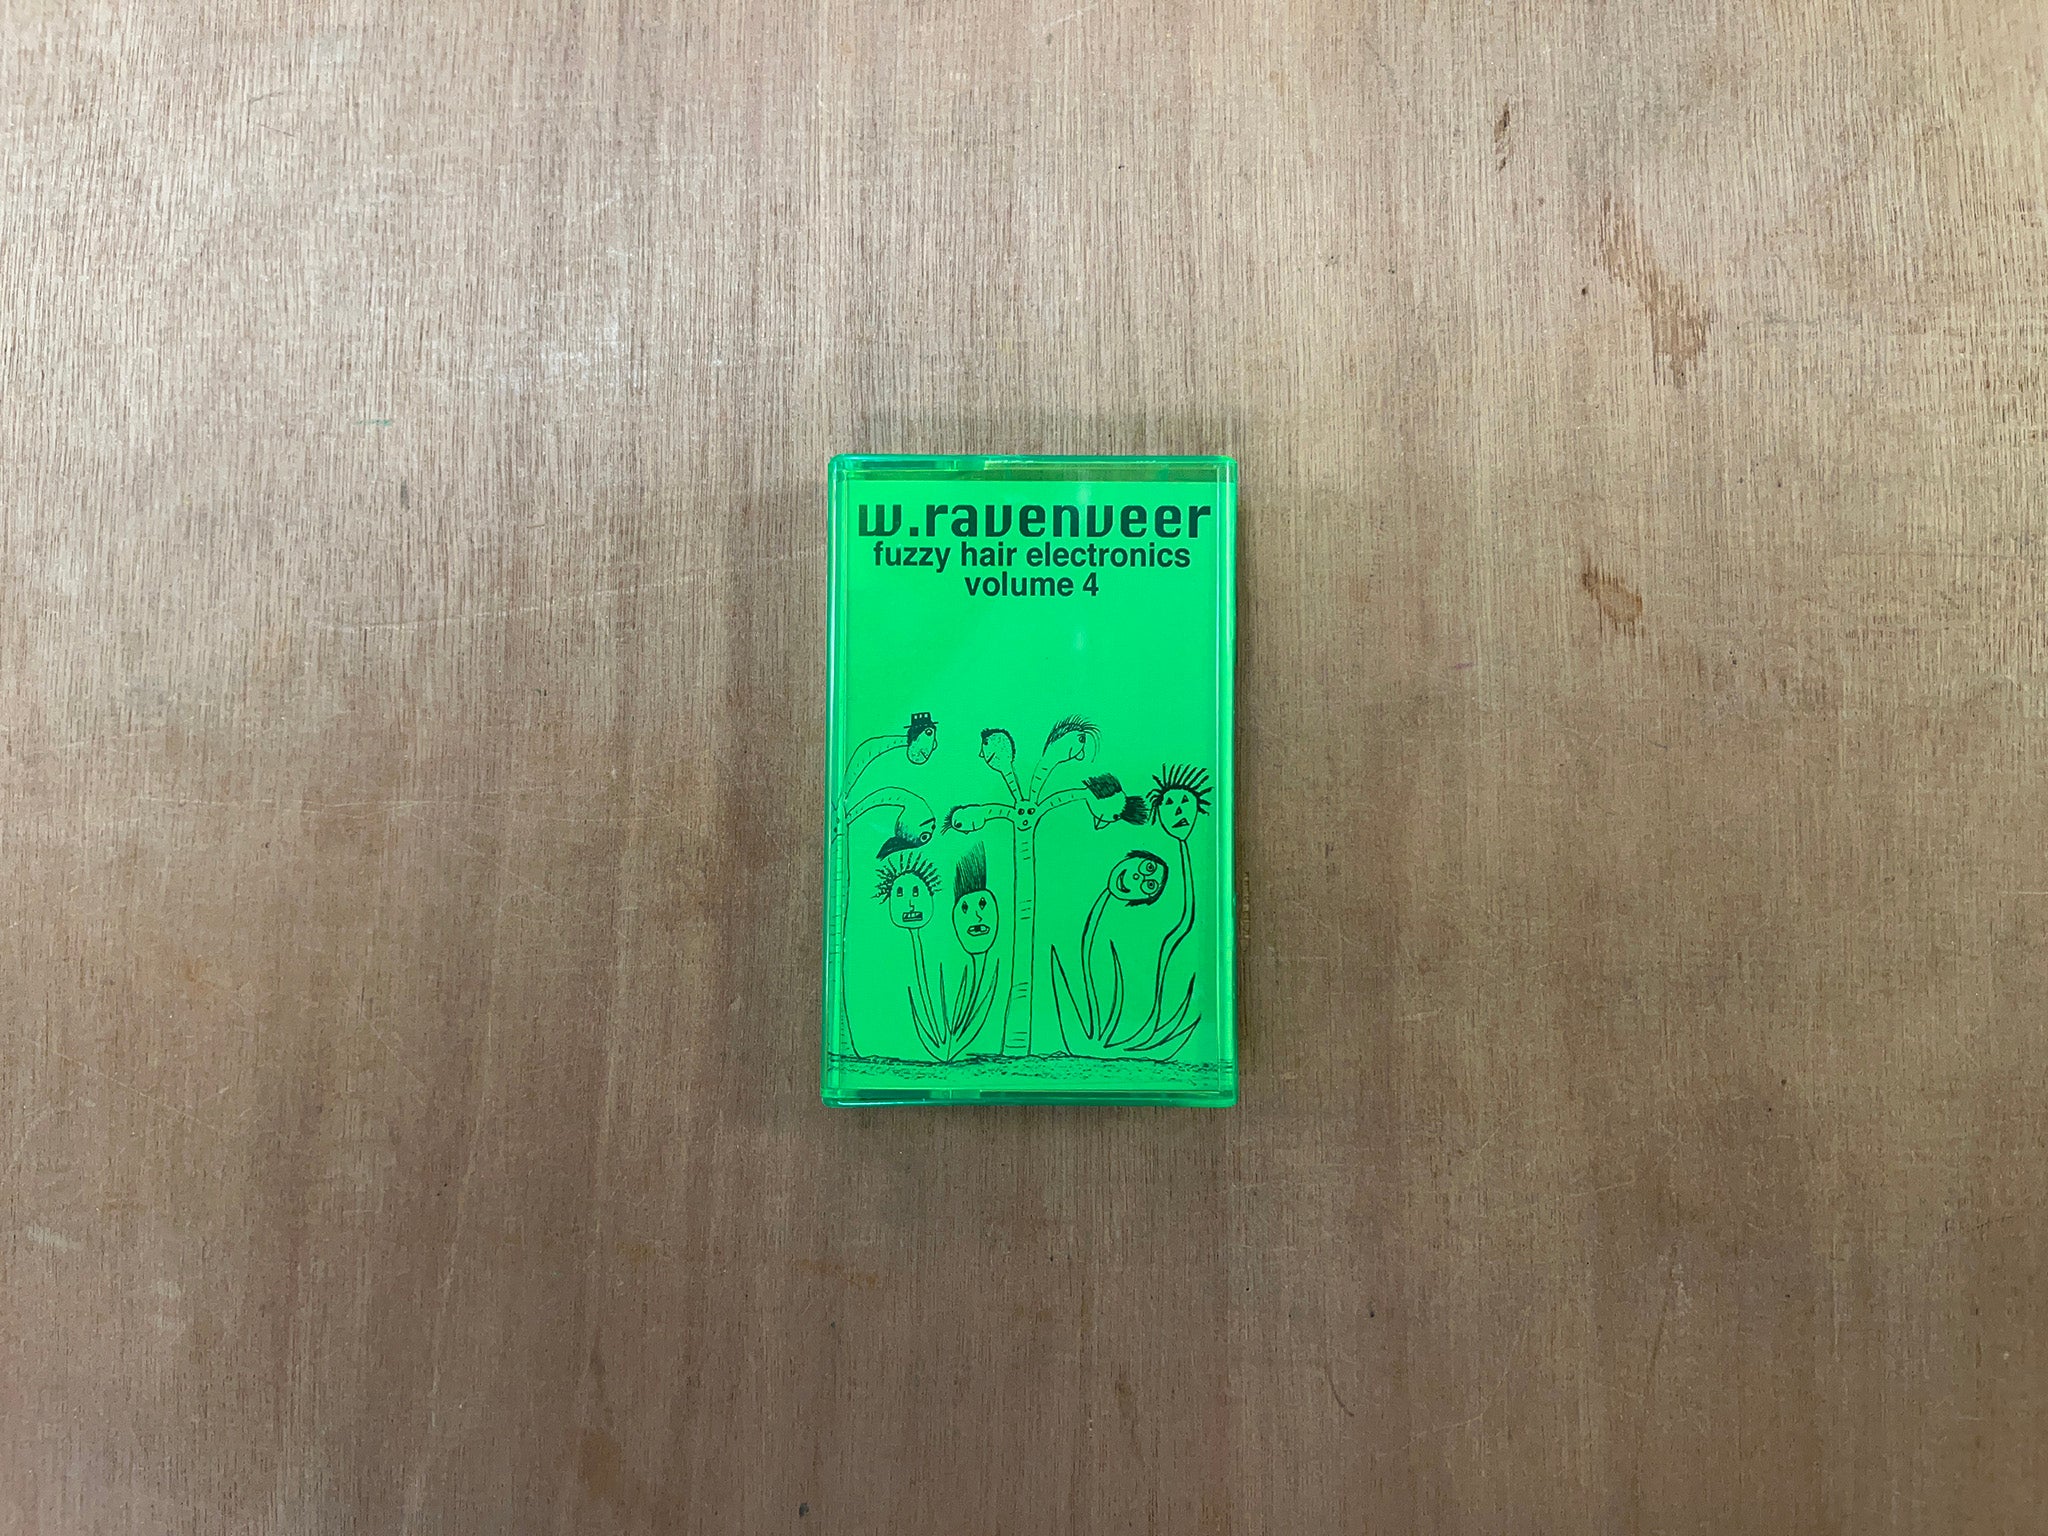 w.ravenveer
fuzzy hair electronics
volume 4